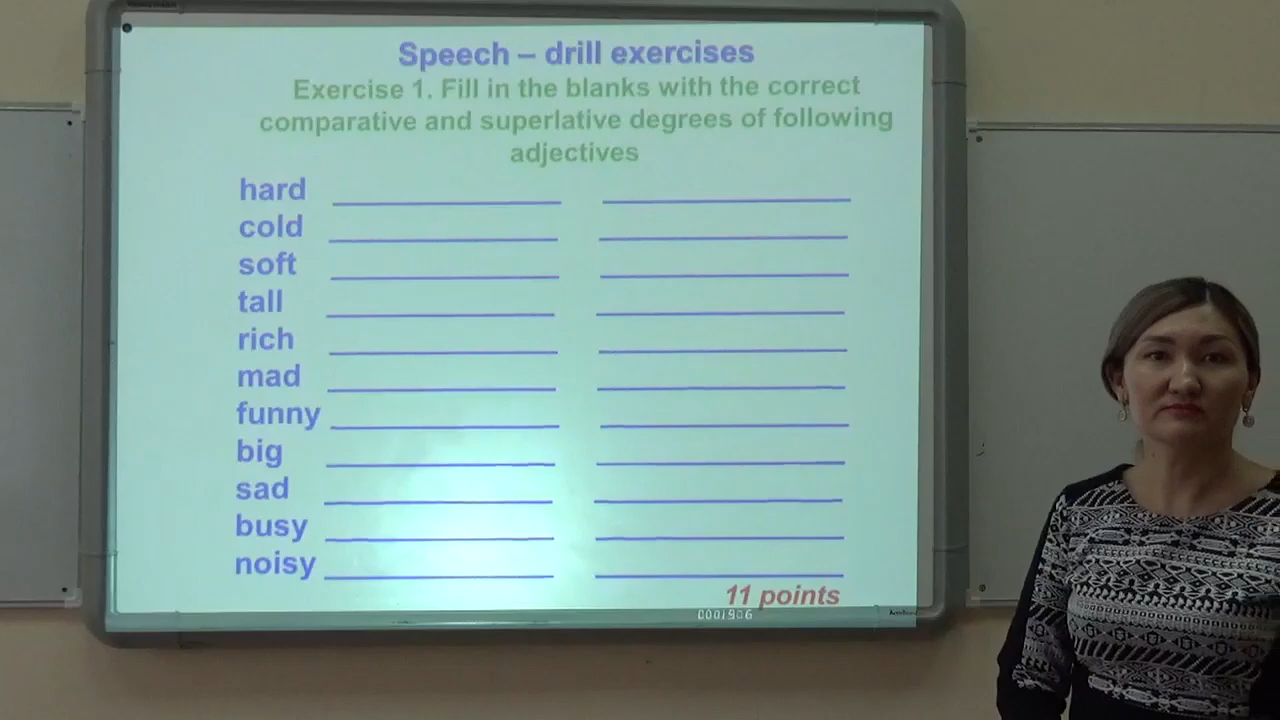 Speech – drill exercises
Exercise 1. Fill in the blanks with the correct
comparative and superlative degrees of following
adjectives
hard
cold
soft
tall
rich
mad
funny
big
sad
busy
noisy
11 points